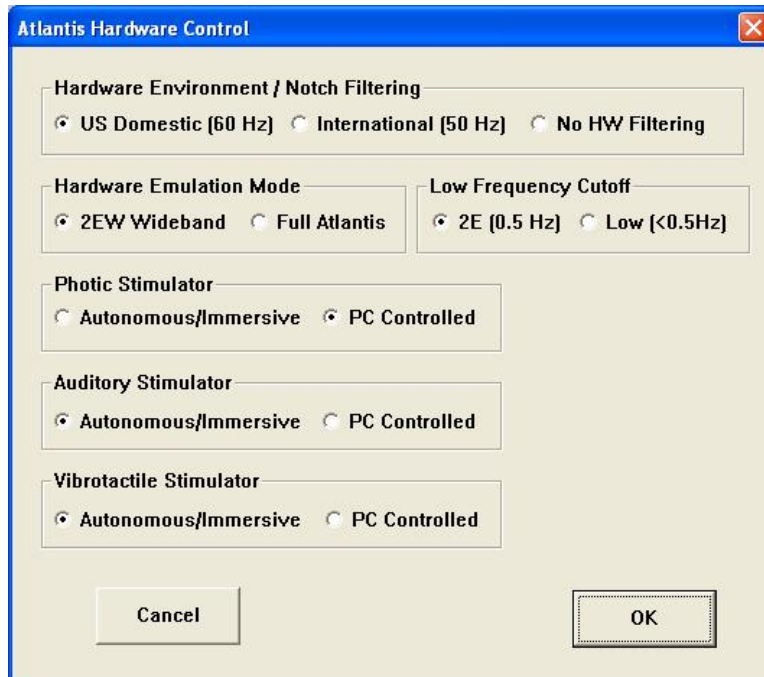 Atlantis Hardware Control
Hardware Environment / Notch Filtering
US Domestic (60 Hz) International (50 Hz) No HW Filtering
Hardware Emulation Mode
2EW Wideband Full Atlantis
Low Frequency Cutoff
2E (0.5 Hz) Low (<0.5Hz)
Photic Stimulator
Autonomous/Immersive PC Controlled
Auditory Stimulator
Autonomous/Immersive PC Controlled
Vibrotactile Stimulator
Autonomous/Immersive PC Controlled
Cancel OK